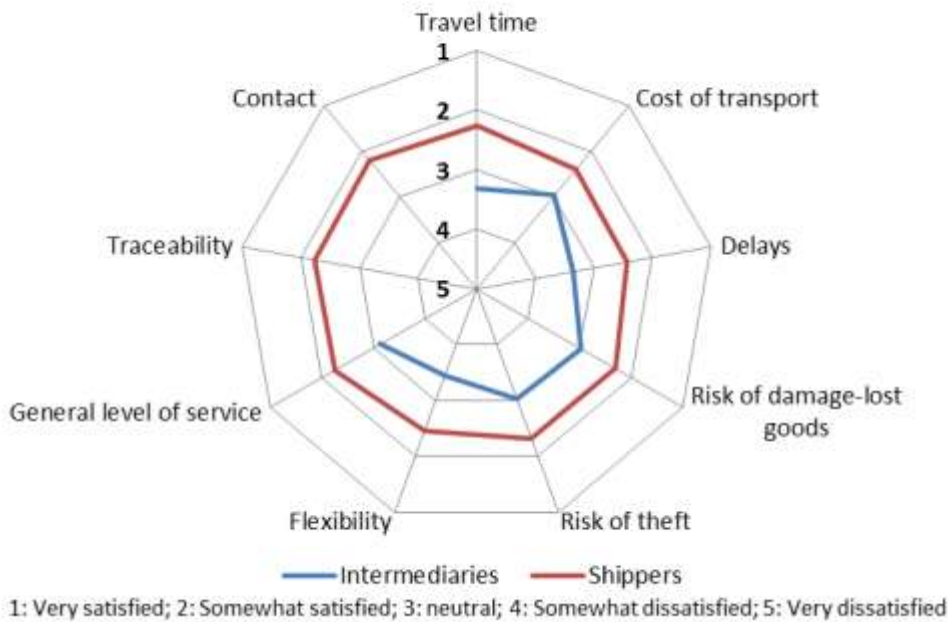 Travel time
1
Contact
Cost of transport
2
3
Traceability
4
Delays
5
General level of service
Risk of damage-lost
goods
Flexibility
Risk of theft
Intermediaries
Shippers
1: Very satisfied; 2: Somewhat satisfied; 3: neutral; 4: Somewhat dissatisfied; 5: Very dissatisfied